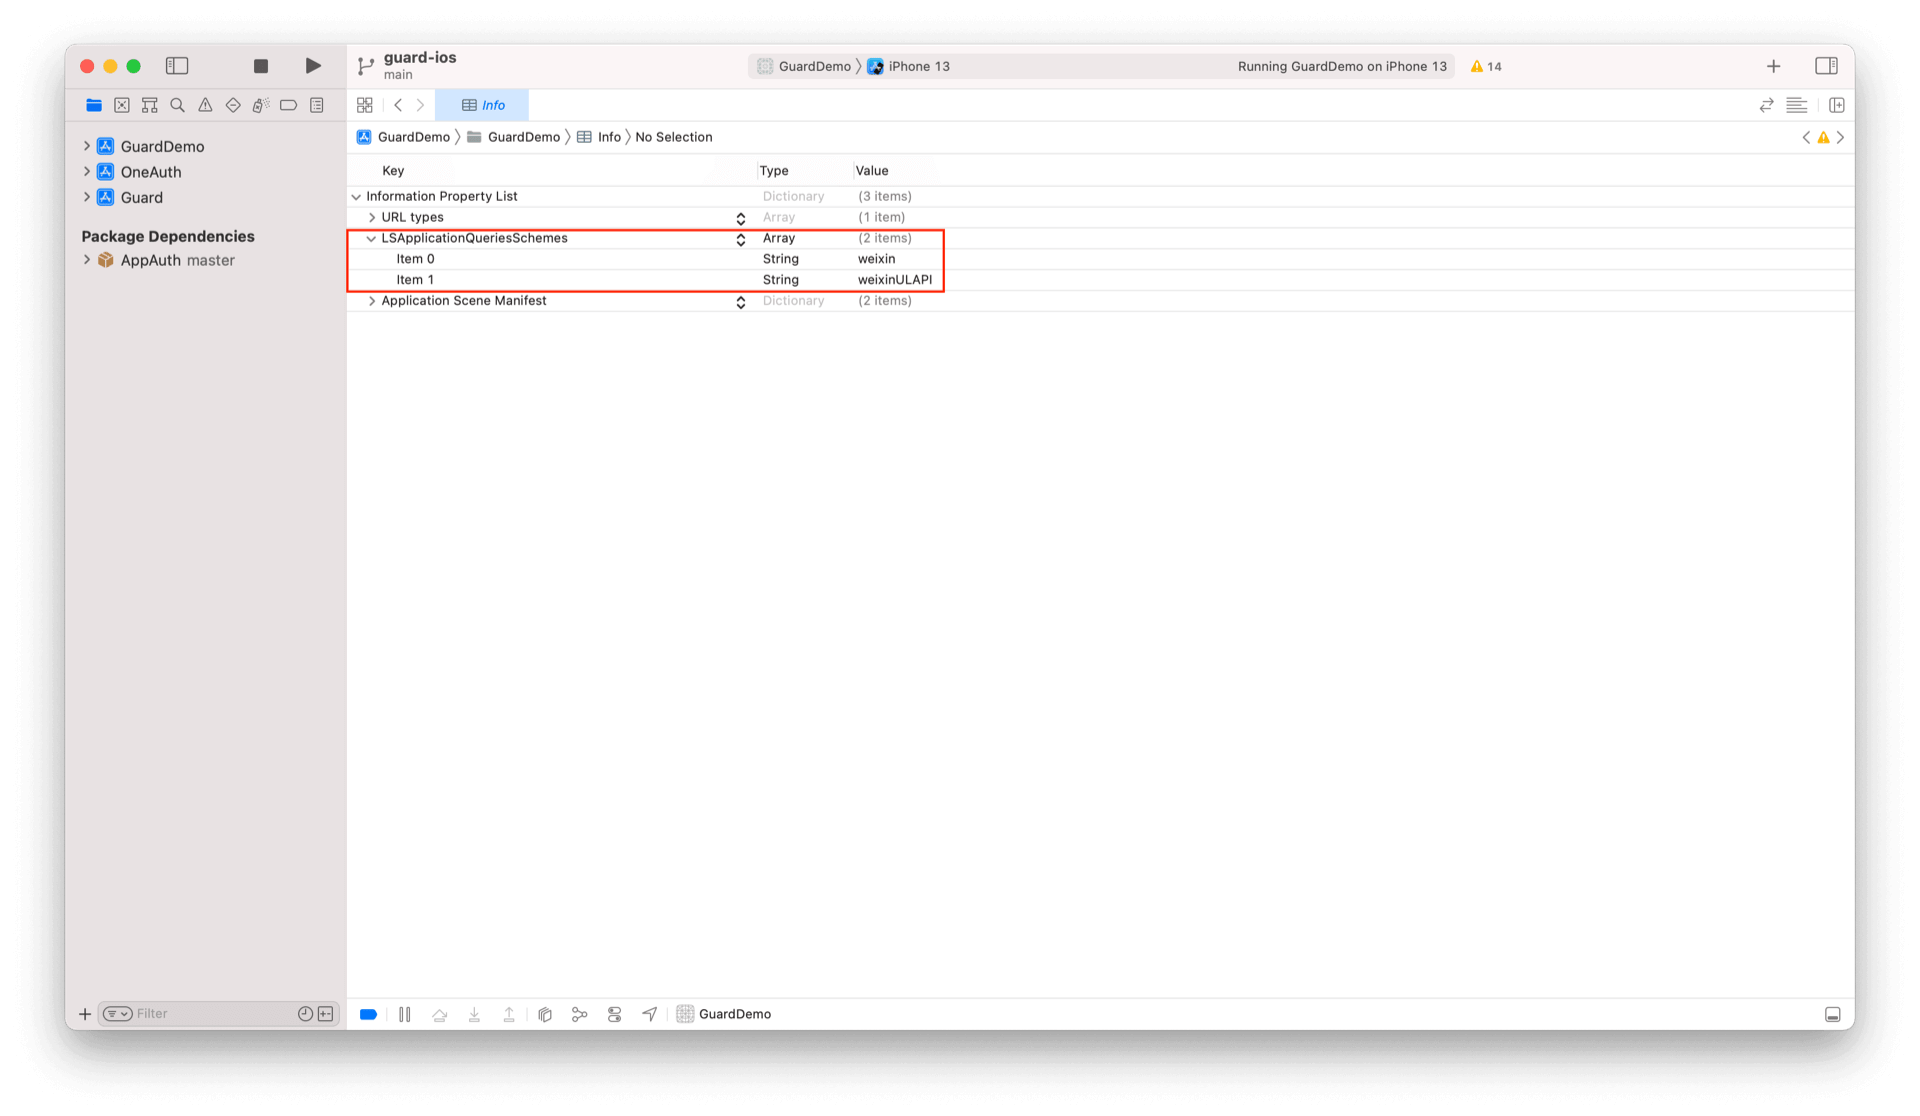 guard-ios
main
GuardDemo iPhone 13 Running GuardDemo on iPhone 13 14
Info
GuardDemo GuardDemo Info No Selection
GuardDemo
OneAuth
Guard
Package Dependencies
AppAuth master
Key Type Value
Information Property List Dictionary (3 items)
URL types Array (1 item)
LSApplicationQueriesSchemes Array (2 items)
Item 0 String weixin
Item 1 String weixinULAPI
Application Scene Manifest Dictionary (2 items)
Filter
GuardDemo